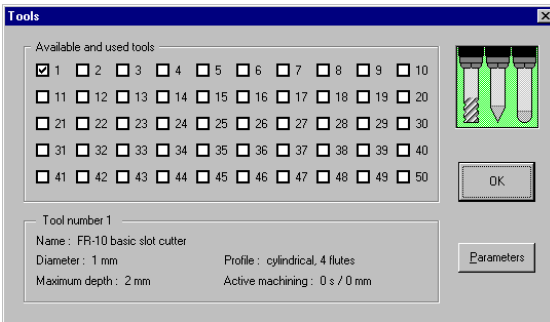 Tools
Available and used tools
1 2 3 4 5 6 7 8 9 10
11 12 13 14 15 16 17 18 19 20
21 22 23 24 25 26 27 28 29 30
31 32 33 34 35 36 37 38 39 40
41 42 43 44 45 46 47 48 49 50
OK
Tool number 1
Name : FR-10 basic slot cutter
Diameter : 1 mm Profile : cylindrical, 4 flutes
Maximum depth : 2 mm Active machining : 0 s / 0 mm
Parameters